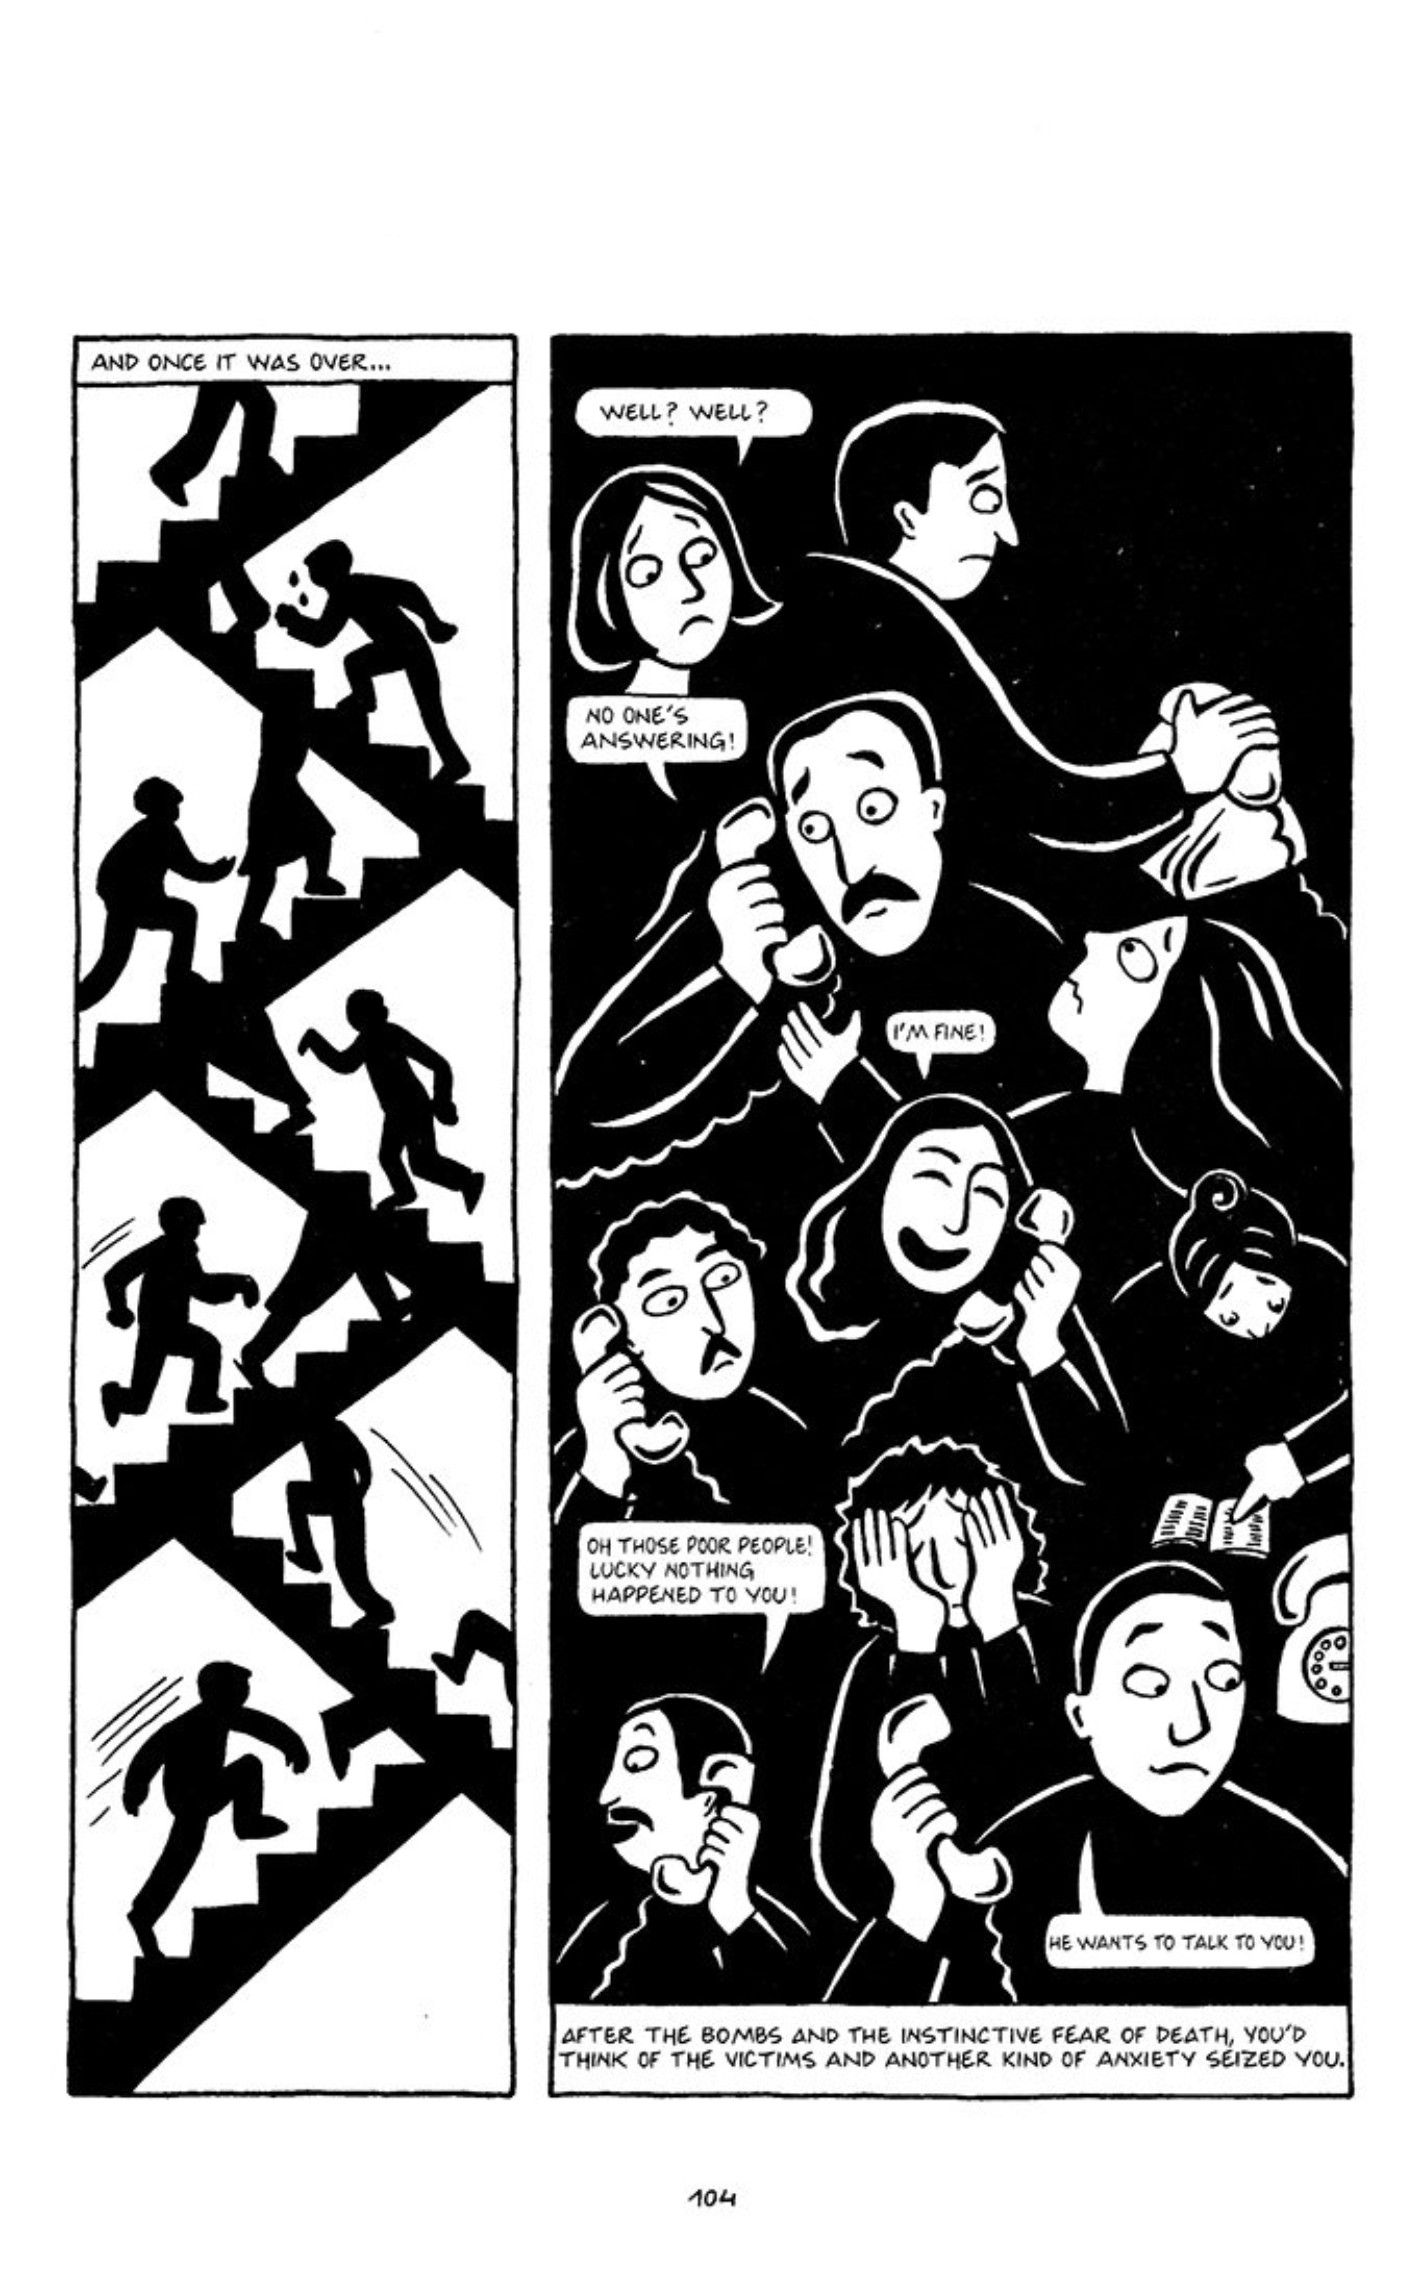 AND ONCE IT WAS OVER...
WELL? WELL?
NO ONE'S
ANSWERING!
I'M FINE!
OH THOSE POOR PEOPLE!
LUCKY NOTHING
HAPPENED TO YOU!
HE WANTS TO TALK TO YOU!
AFTER THE BOMBS AND THE INSTINCTIVE FEAR OF DEATH, YOU'D
THINK OF THE VICTIMS AND ANOTHER KIND OF ANXIETY SEIZED YOU.
104